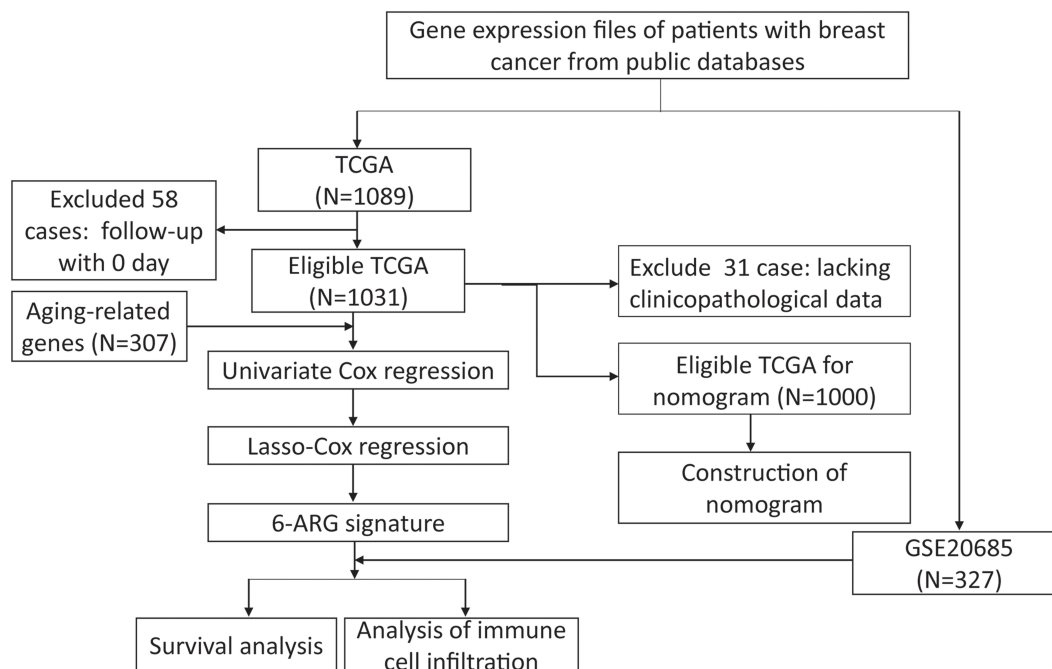 Gene expression files of patients with breast
cancer from public databases
TCGA
(N=1089)
Excluded 58
cases:  follow-up
with 0 day
Eligible TCGA
(N=1031)
Exclude  31 case: lacking
clinicopathological data
Aging-related
genes (N=307)
Univariate Cox regression
Eligible TCGA for
nomogram (N=1000)
Lasso-Cox regression
Construction of
nomogram
6-ARG signature
GSE20685
(N=327)
Survival analysis
Analysis of immune
cell infiltration